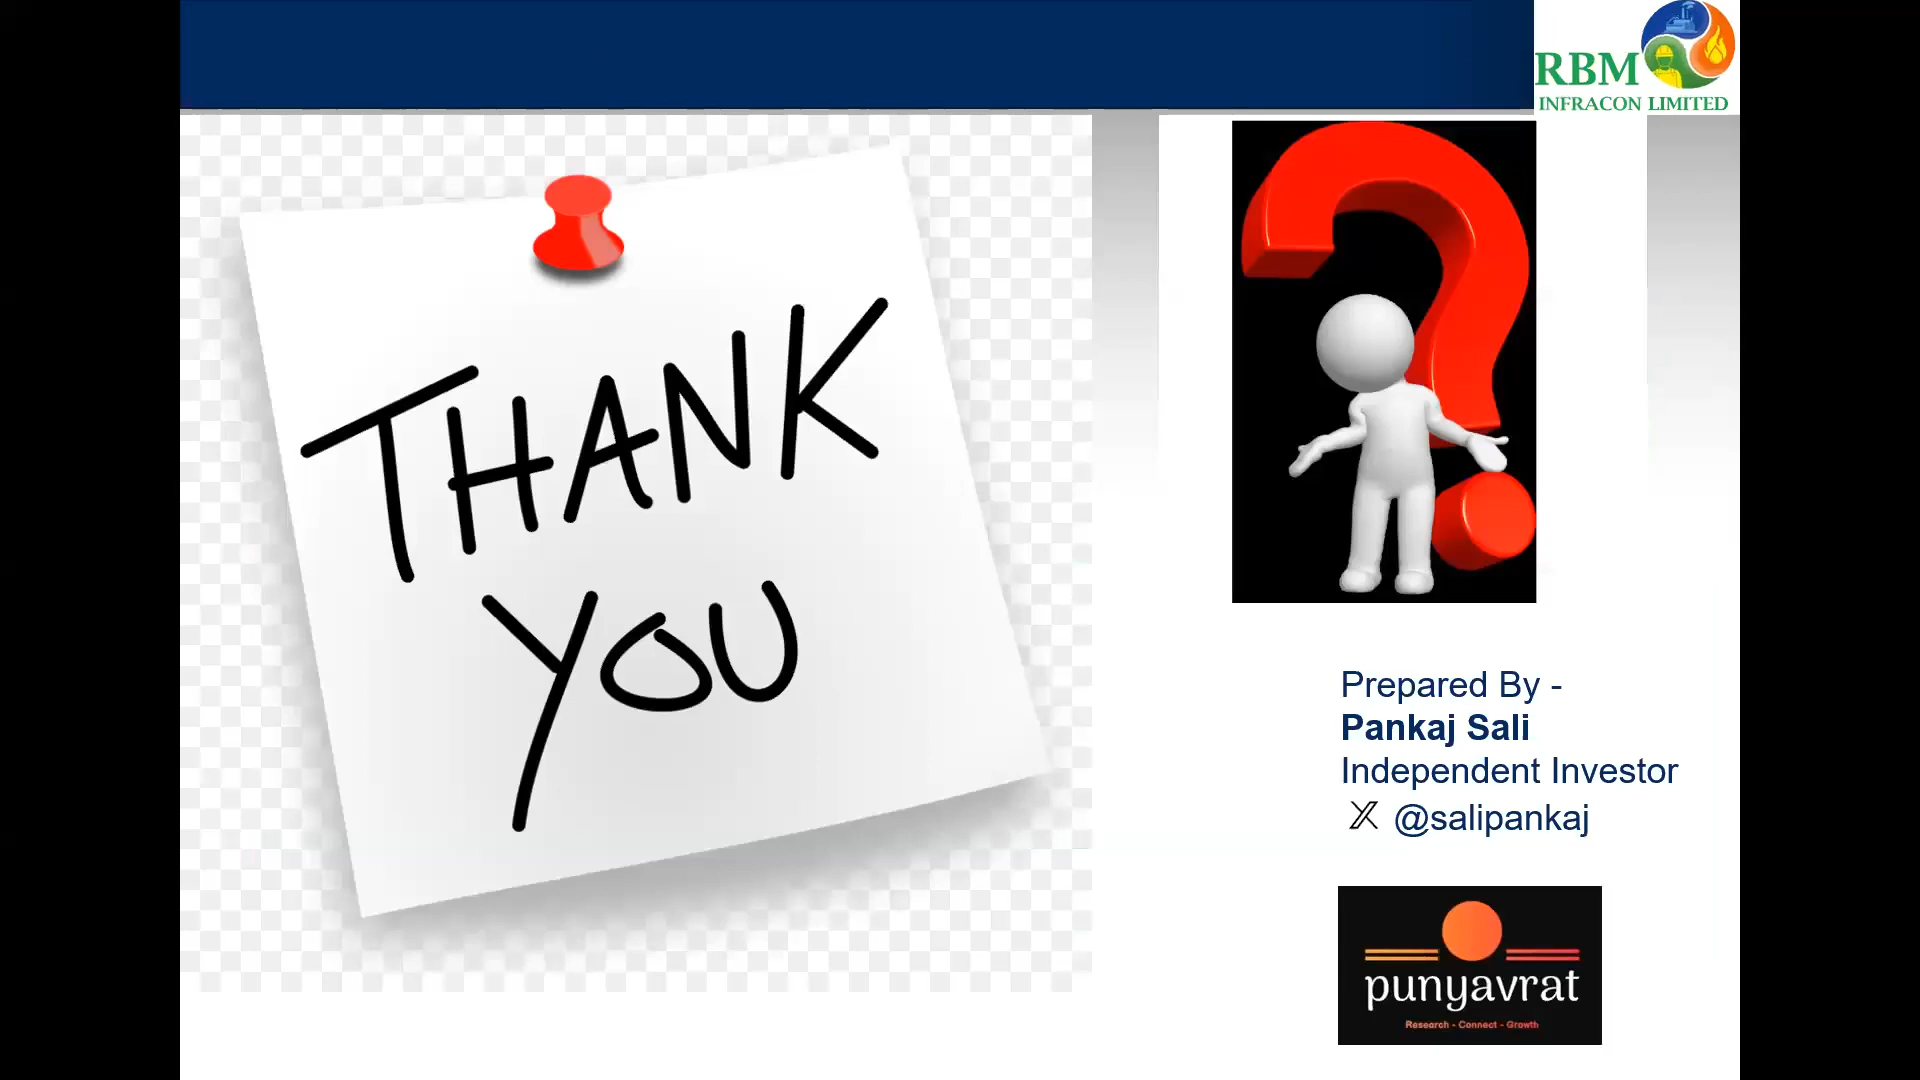 RBM
INFRACON LIMITED
THANK
YOU
?
Prepared By -
Pankaj Sali
Independent Investor
X @salipankaj
punyavrat
Research - Connect - Growth